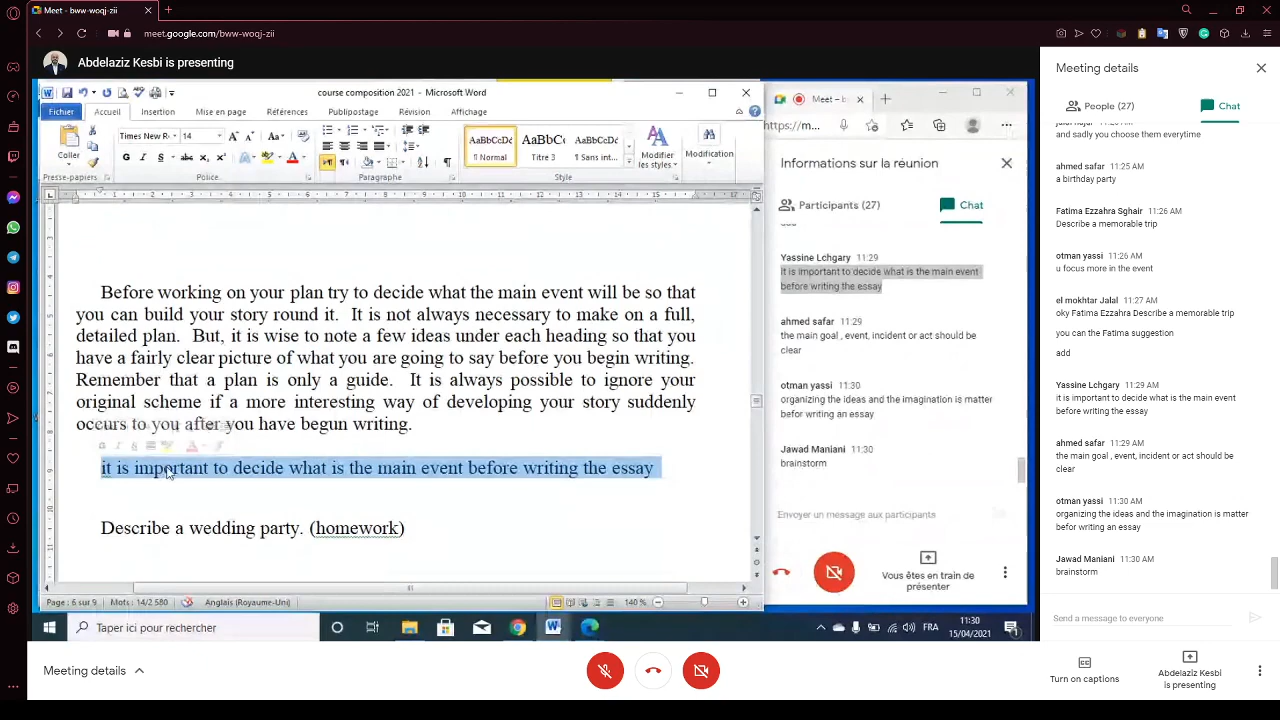 Meet - bww-woqj-zii
meet.google.com/bww-woqj-zii
Abdelaziz Kesbi is presenting
course composition 2021 - Microsoft Word
Fichier Accueil Insertion Mise en page Références Publipostage Révision Affichage
Coller
Times New R 14
AaBbCcDc AaBbCc AaBbCcDc
¶ Normal Titre 3 ¶ Sans int...
Modifier les styles
Modification
Presse-papiers Police Paragraphe Style
Before working on your plan try to decide what the main event will be so that
you can build your story round it. It is not always necessary to make on a full,
detailed plan. But, it is wise to note a few ideas under each heading so that you
have a fairly clear picture of what you are going to say before you begin writing.
Remember that a plan is only a guide. It is always possible to ignore your
original scheme if a more interesting way of developing your story suddenly
occurs to you after you have begun writing.
it is important to decide what is the main event before writing the essay
Describe a wedding party. (homework)
Page : 6 sur 9 Mots : 14/2 580 Anglais (Royaume-Uni) 140 %
Taper ici pour rechercher
FRA
11:30
15/04/2021
Meet – b
https://m...
Informations sur la réunion
Participants (27) Chat
Yassine Lchgary 11:29
it is important to decide what is the main event
before writing the essay
ahmed safar 11:29
the main goal , event, incident or act should be
clear
otman yassi 11:30
organizing the ideas and the imagination is matter
befor writing an essay
Jawad Maniani 11:30
brainstorm
Envoyer un message aux participants
Vous êtes en train de
présenter
Meeting details
People (27) Chat
and sadly you choose them everytime
ahmed safar 11:25 AM
a birthday party
Fatima Ezzahra Sghair 11:26 AM
Describe a memorable trip
otman yassi 11:26 AM
u focus more in the event
el mokhtar Jalal 11:27 AM
oky Fatima Ezzahra Describe a memorable trip
you can the Fatima suggestion
add
Yassine Lchgary 11:29 AM
it is important to decide what is the main event
before writing the essay
ahmed safar 11:29 AM
the main goal , event, incident or act should be
clear
otman yassi 11:30 AM
organizing the ideas and the imagination is matter
befor writing an essay
Jawad Maniani 11:30 AM
brainstorm
Send a message to everyone
Meeting details
Turn on captions
Abdelaziz Kesbi
is presenting